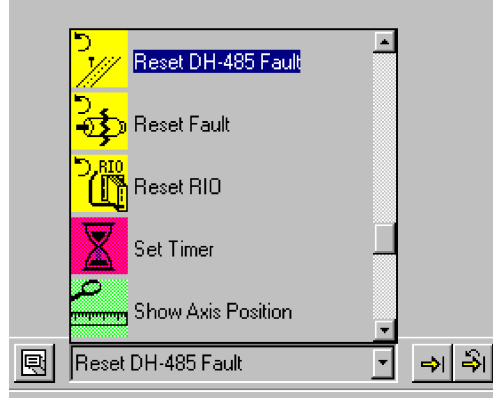 Reset DH-485 Fault
Reset Fault
RIO
Reset RIO
Set Timer
Show Axis Position
Reset DH-485 Fault